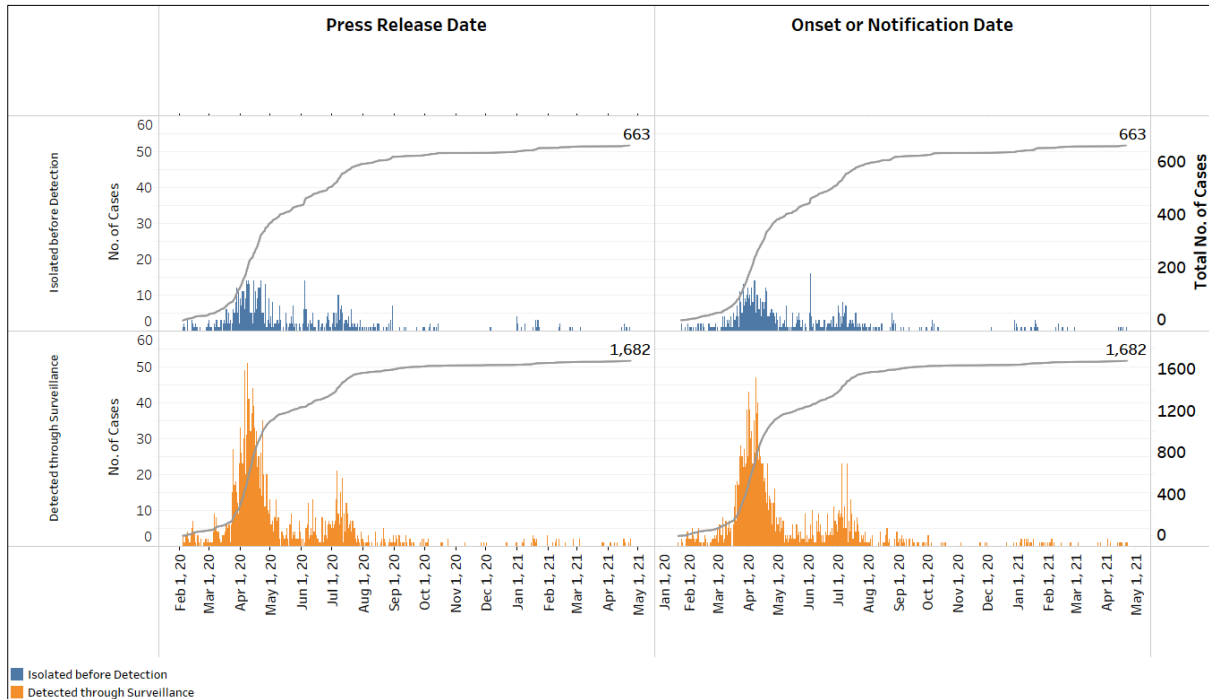 Press Release Date
Onset or Notification Date
Isolated before Detection
No. of Cases
60
50
40
30
20
10
0
663
663
600
400
200
0
Total No. of Cases
Detected through Surveillance
No. of Cases
60
50
40
30
20
10
0
1,682
1,682
1600
1200
800
400
0
Feb 1, 20
Mar 1, 20
Apr 1, 20
May 1, 20
Jun 1, 20
Jul 1, 20
Aug 1, 20
Sep 1, 20
Oct 1, 20
Nov 1, 20
Dec 1, 20
Jan 1, 21
Feb 1, 21
Mar 1, 21
Apr 1, 21
May 1, 21
Jan 1, 20
Feb 1, 20
Mar 1, 20
Apr 1, 20
May 1, 20
Jun 1, 20
Jul 1, 20
Aug 1, 20
Sep 1, 20
Oct 1, 20
Nov 1, 20
Dec 1, 20
Jan 1, 21
Feb 1, 21
Mar 1, 21
Apr 1, 21
May 1, 21
Isolated before Detection
Detected through Surveillance